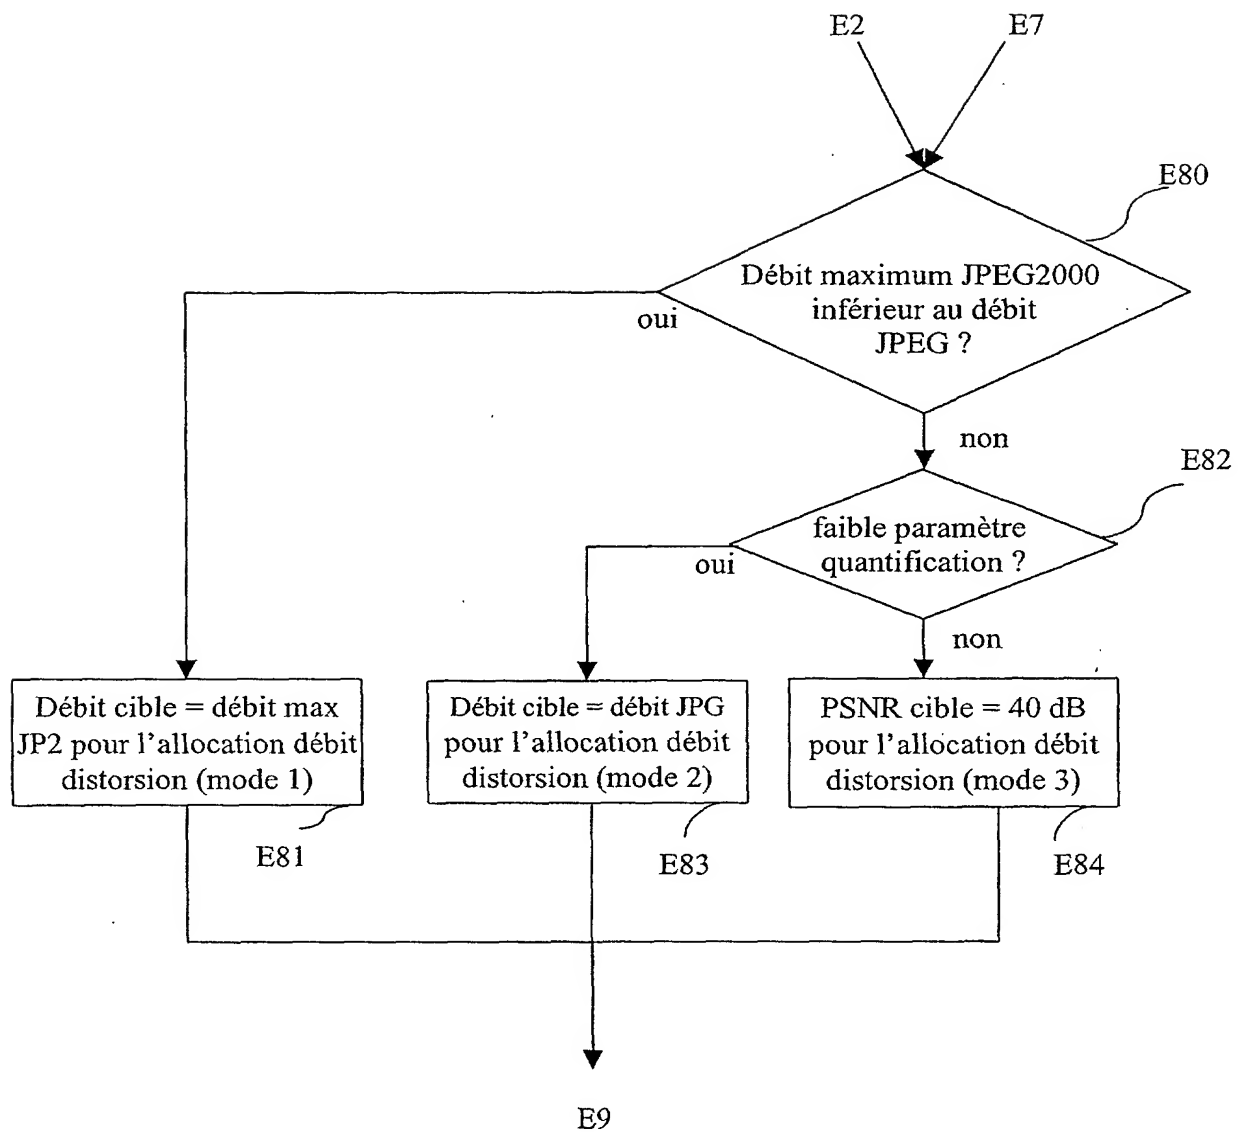 E2
E7
E80
Débit maximum JPEG2000
inférieur au débit
JPEG ?
oui
non
E82
faible paramètre
quantification ?
oui
non
Débit cible = débit max
JP2 pour l'allocation débit
distorsion (mode 1)
Débit cible = débit JPG
pour l'allocation débit
distorsion (mode 2)
PSNR cible = 40 dB
pour l'allocation débit
distorsion (mode 3)
E81
E83
E84
E9